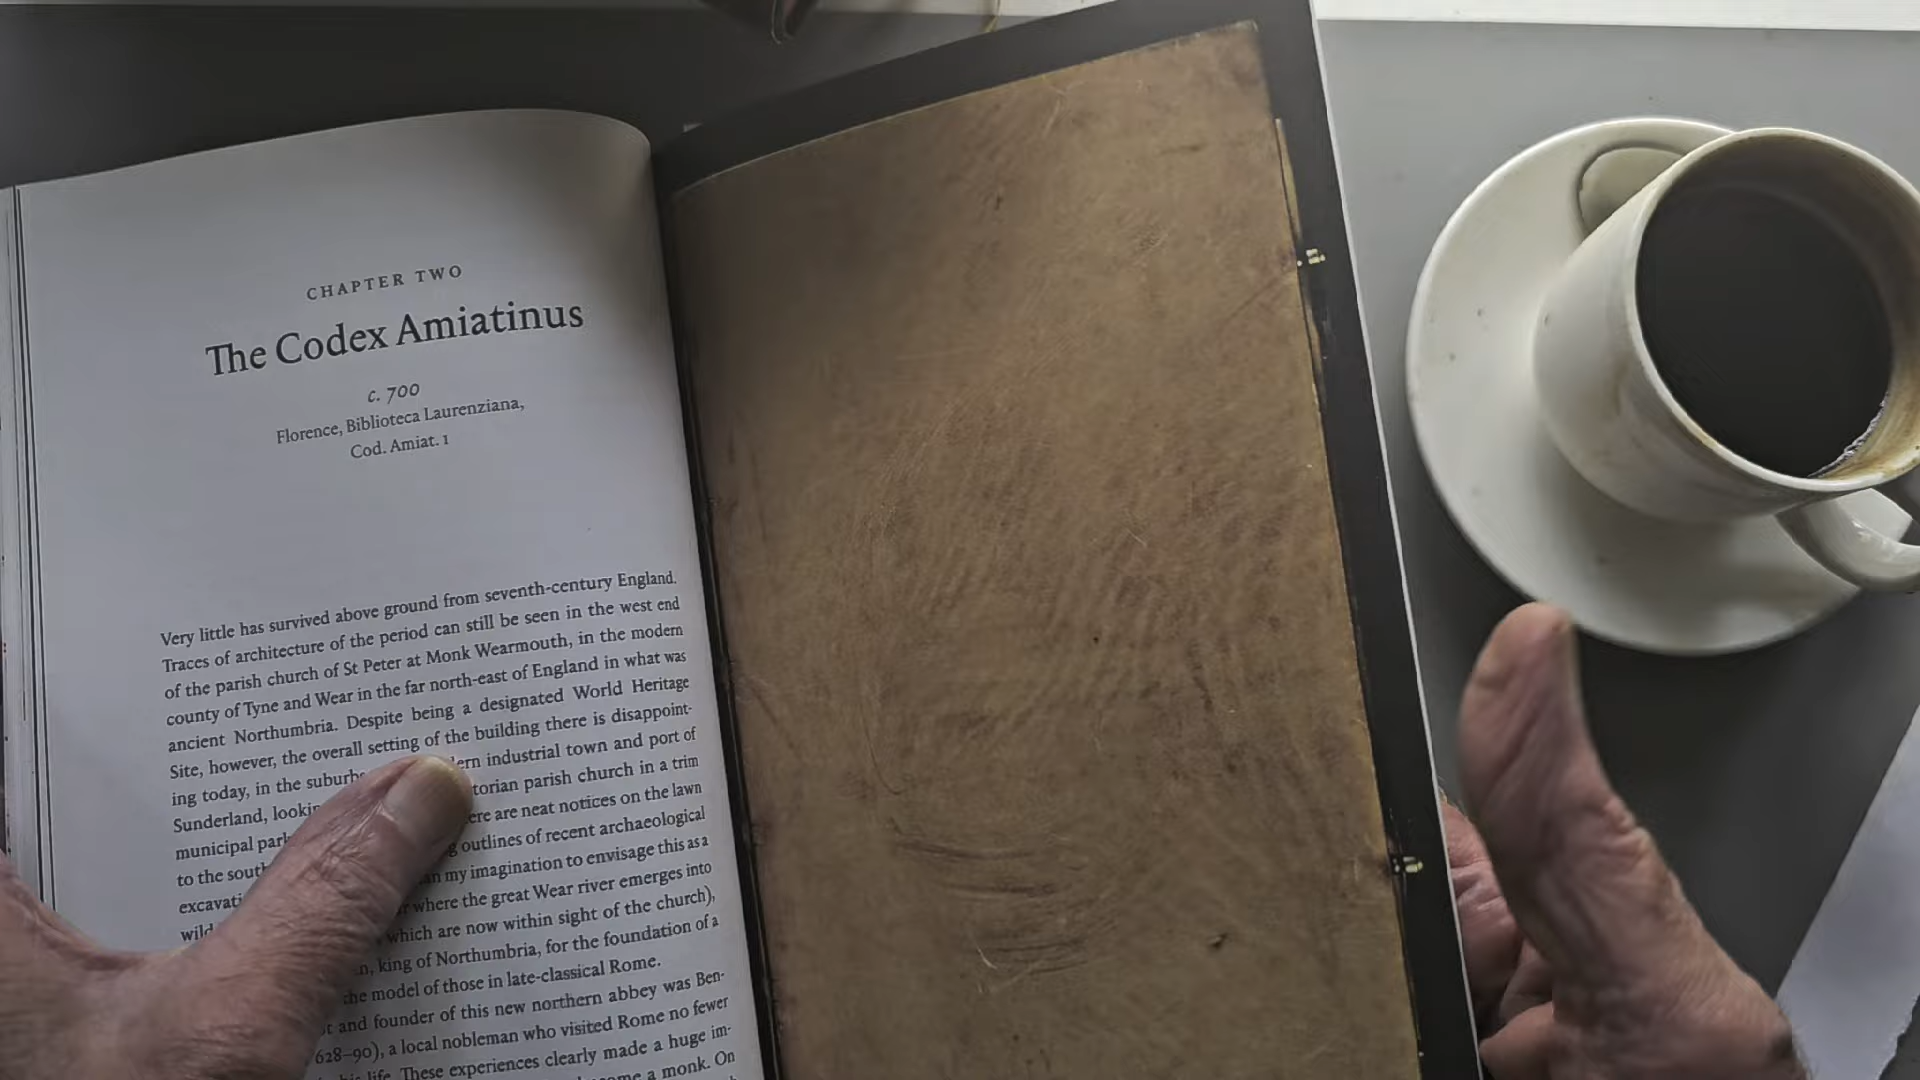 CHAPTER TWO
The Codex Amiatinus
c. 700
Florence, Biblioteca Laurenziana,
Cod. Amiat. 1
Very little has survived above ground from seventh-century England.
Traces of architecture of the period can still be seen in the west end
of the parish church of St Peter at Monk Wearmouth, in the modern
county of Tyne and Wear in the far north-east of England in what was
ancient Northumbria. Despite being a designated World Heritage
Site, however, the overall setting of the building there is disappoint-
ing today, in the suburbs industrial town and port of
Sunderland, parish church in a trim
municipal are neat notices on the lawn
to the outlines of recent archaeological
my imagination to envisage this as a
where the great Wear river emerges into
which are now within sight of the church),
king of Northumbria, for the foundation of a
the model of those in late-classical Rome.
and founder of this new northern abbey was Ben-
628–90), a local nobleman who visited Rome no fewer
life. These experiences clearly made a huge im-
a monk. On